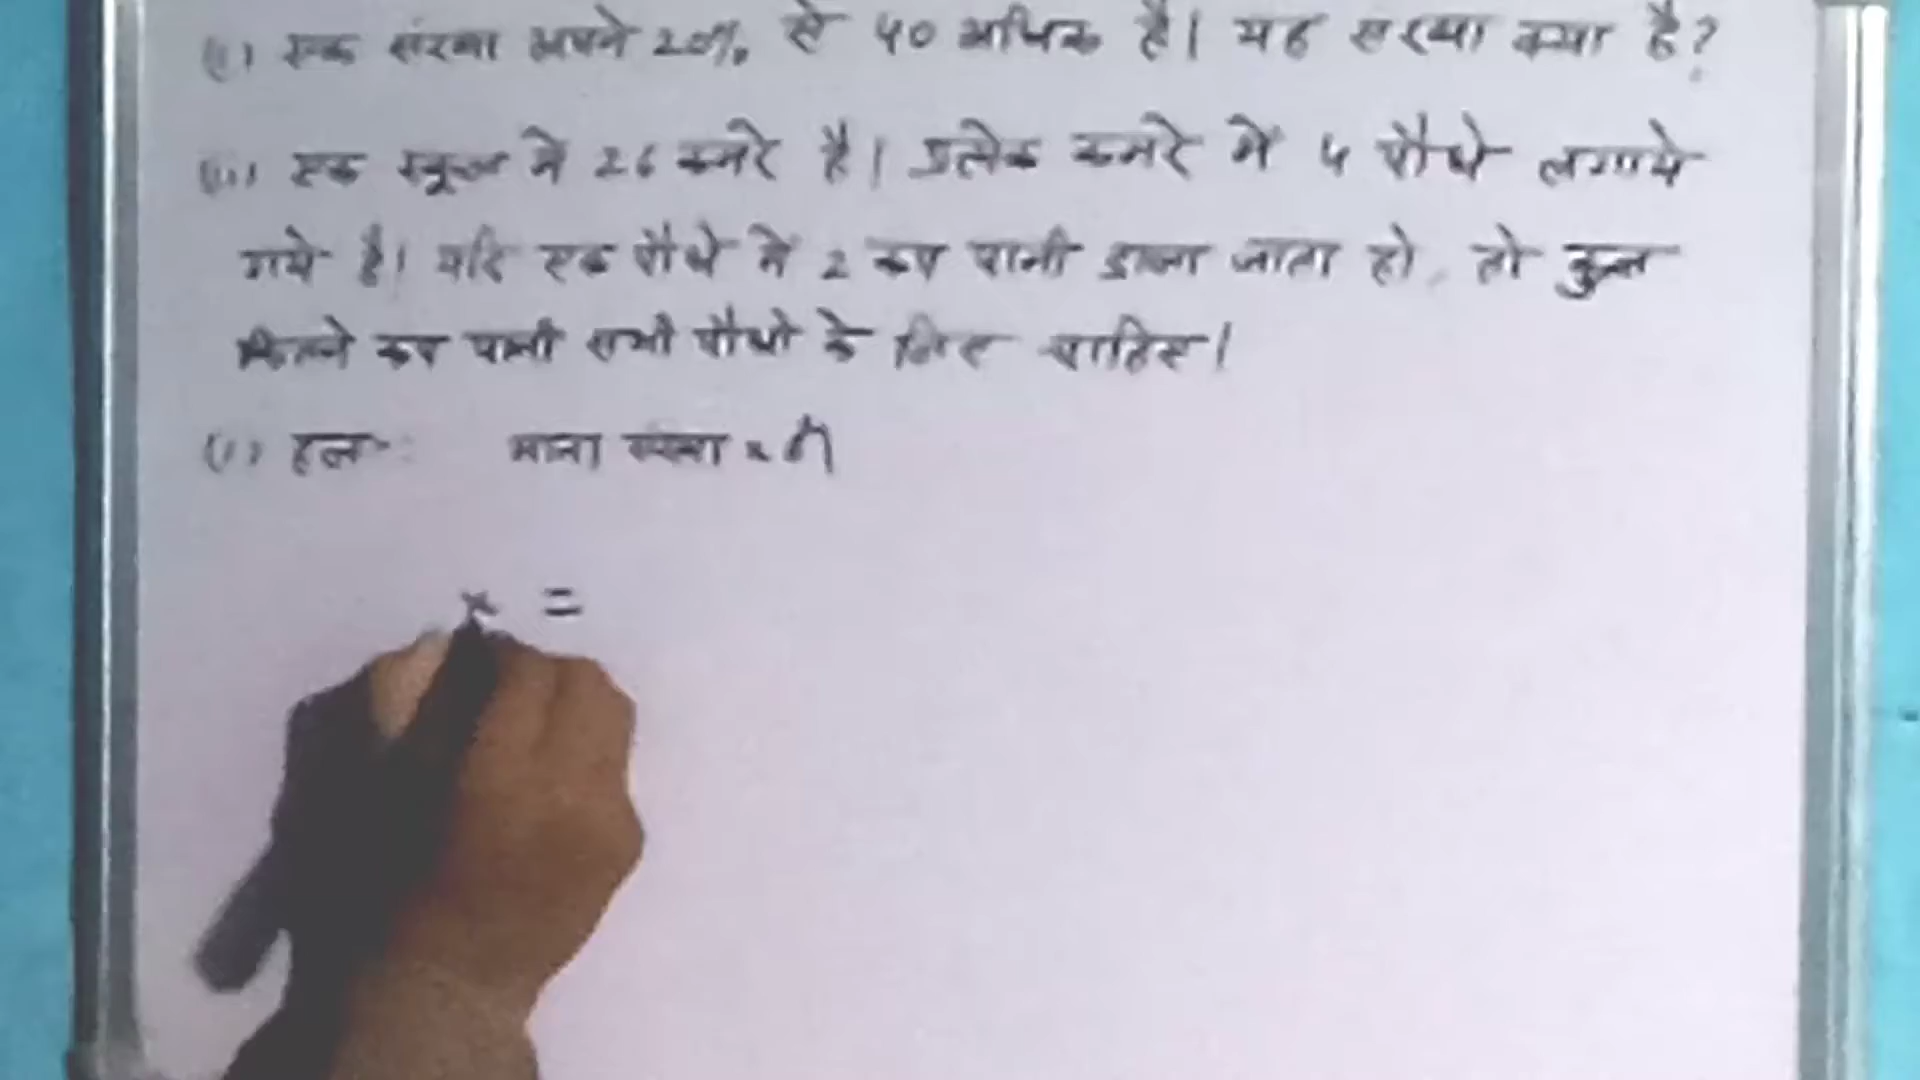 (i) एक संख्या अपने 20% से 40 अधिक है। यह संख्या क्या है?
(ii) एक स्कूल में 26 कमरे है। प्रत्येक कमरे में 4 पौधे लगाये
गये है। यदि एक पौधे में 2 कप पानी डाला जाता हो, तो कुल
कितने कप पानी सभी पौधो के लिए चाहिए।
(i) हल: माना संख्या x है
x =